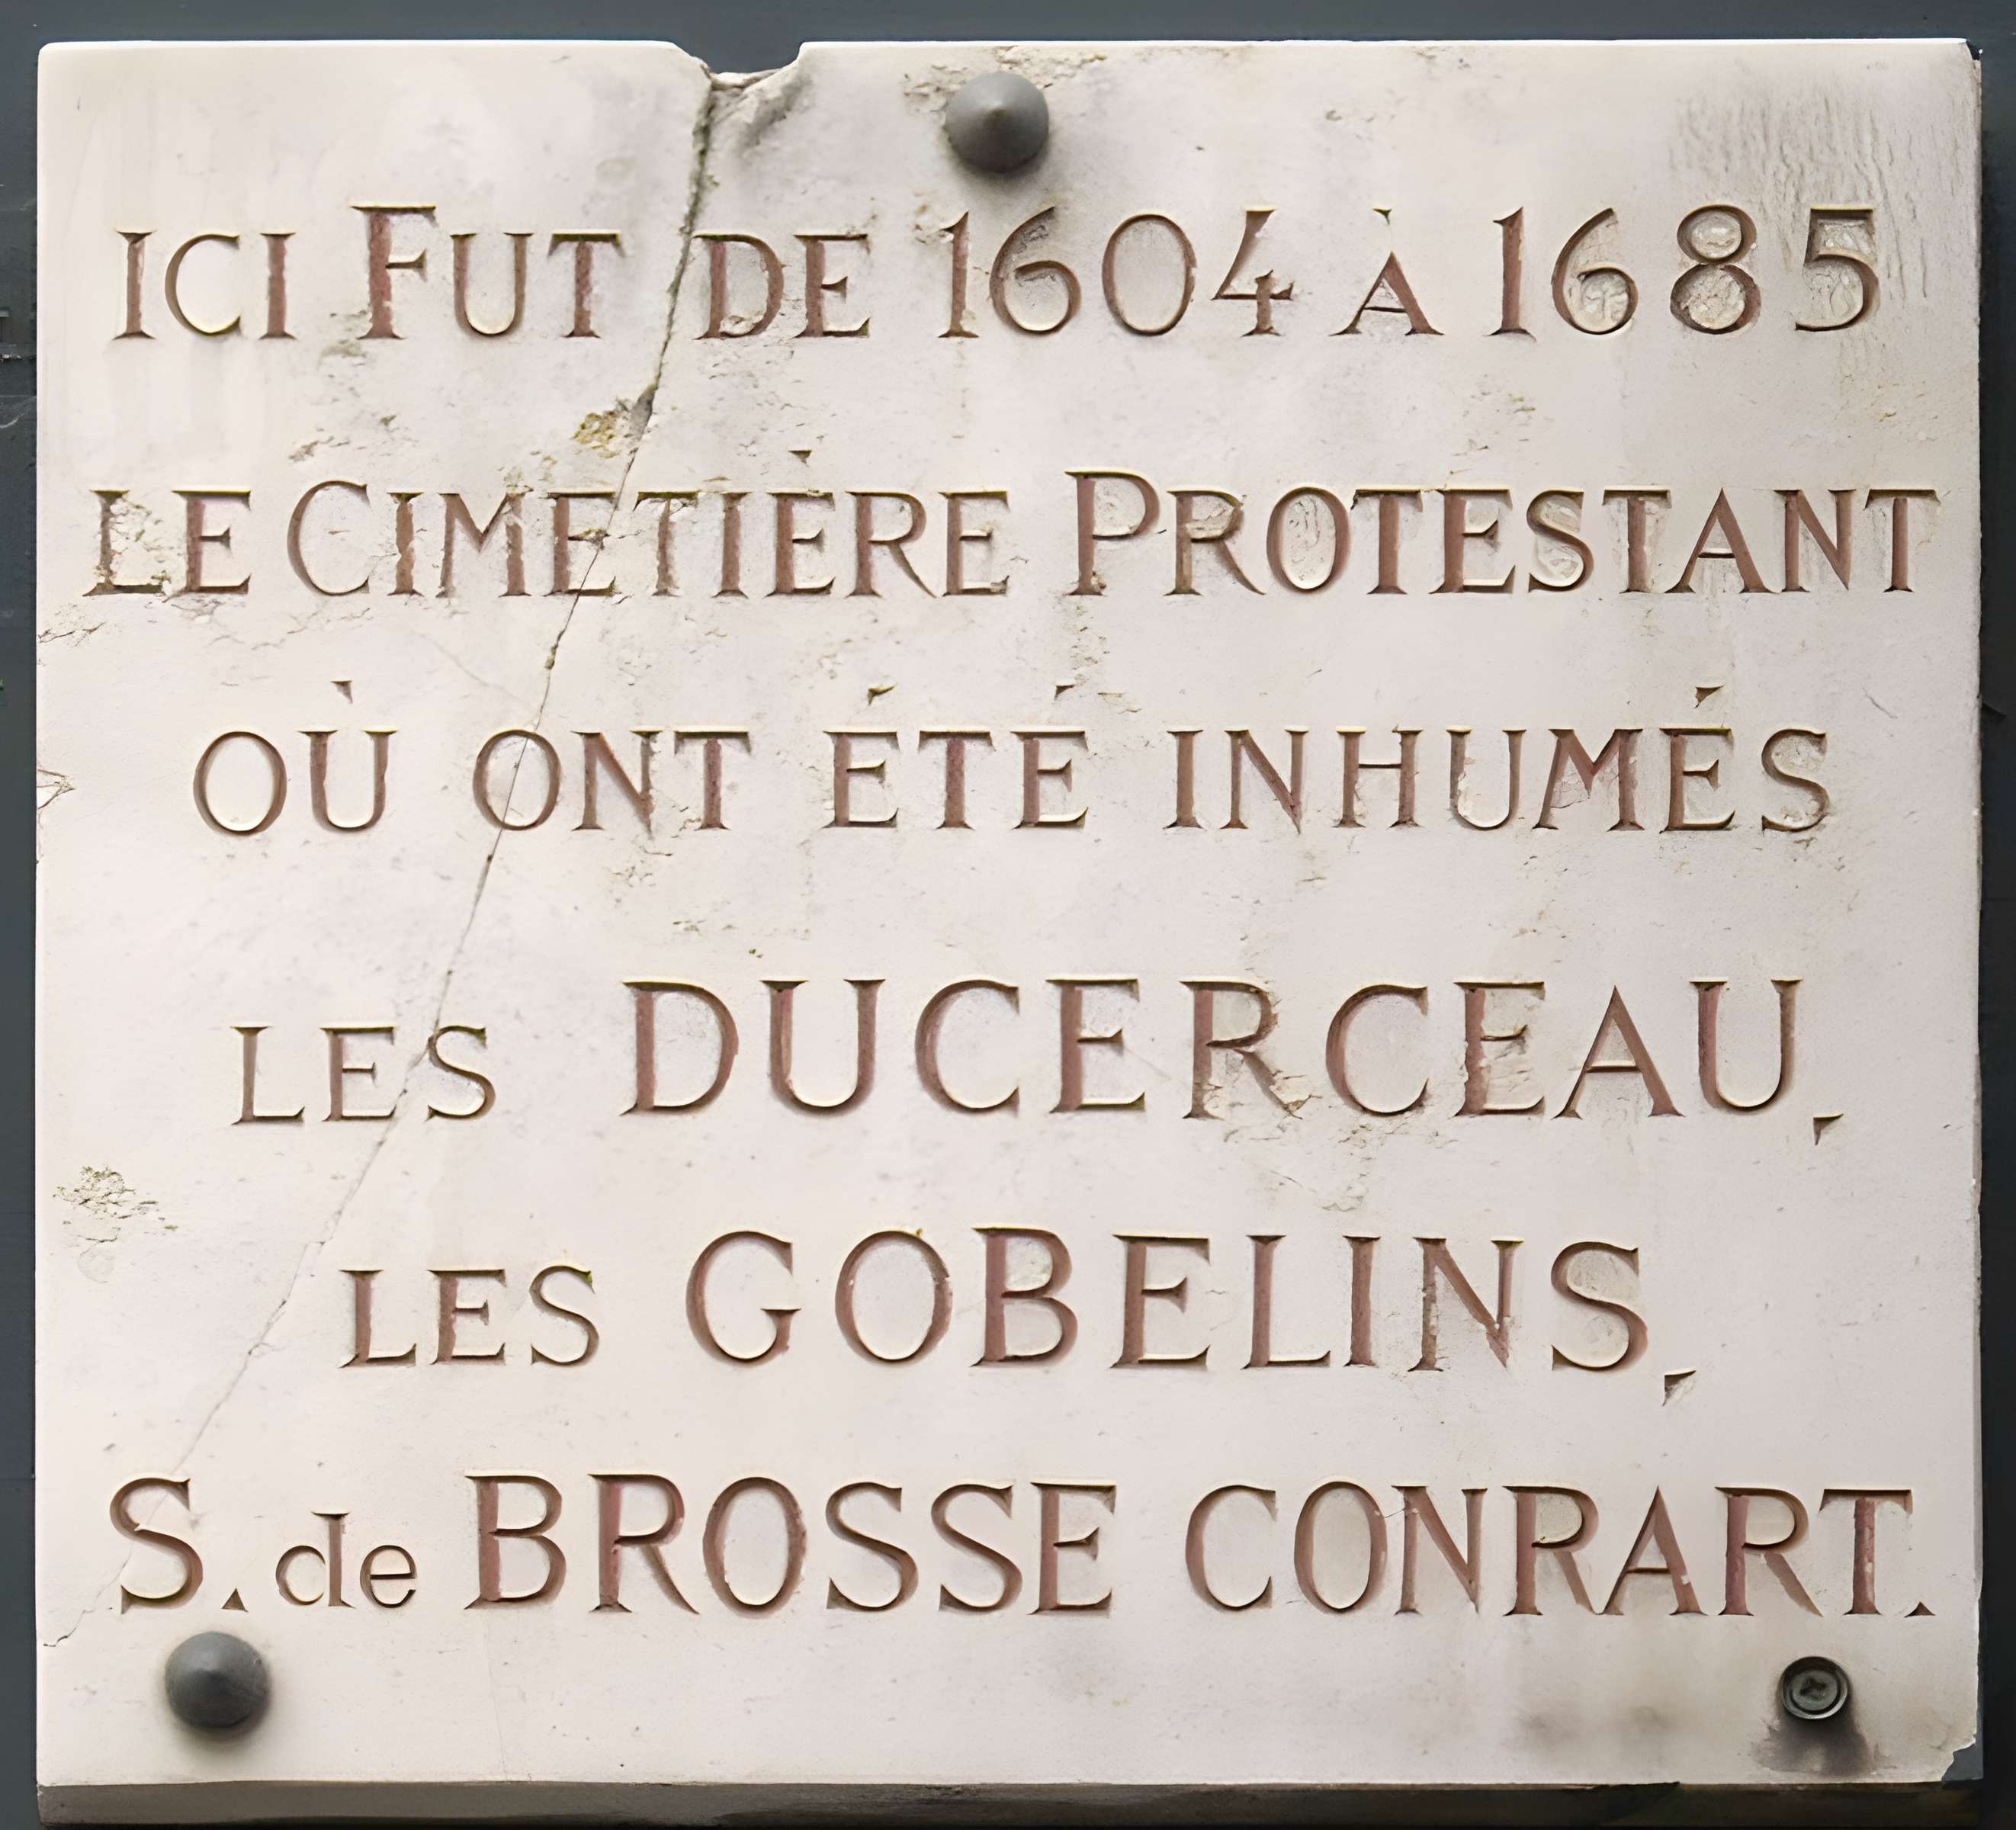 ICI FUT DE 1604 À 1685
LE CIMETIÈRE PROTESTANT
OÙ ONT ÉTÉ INHUMÉS
LES DUCERCEAU,
LES GOBELINS,
S. de BROSSE CONRART.